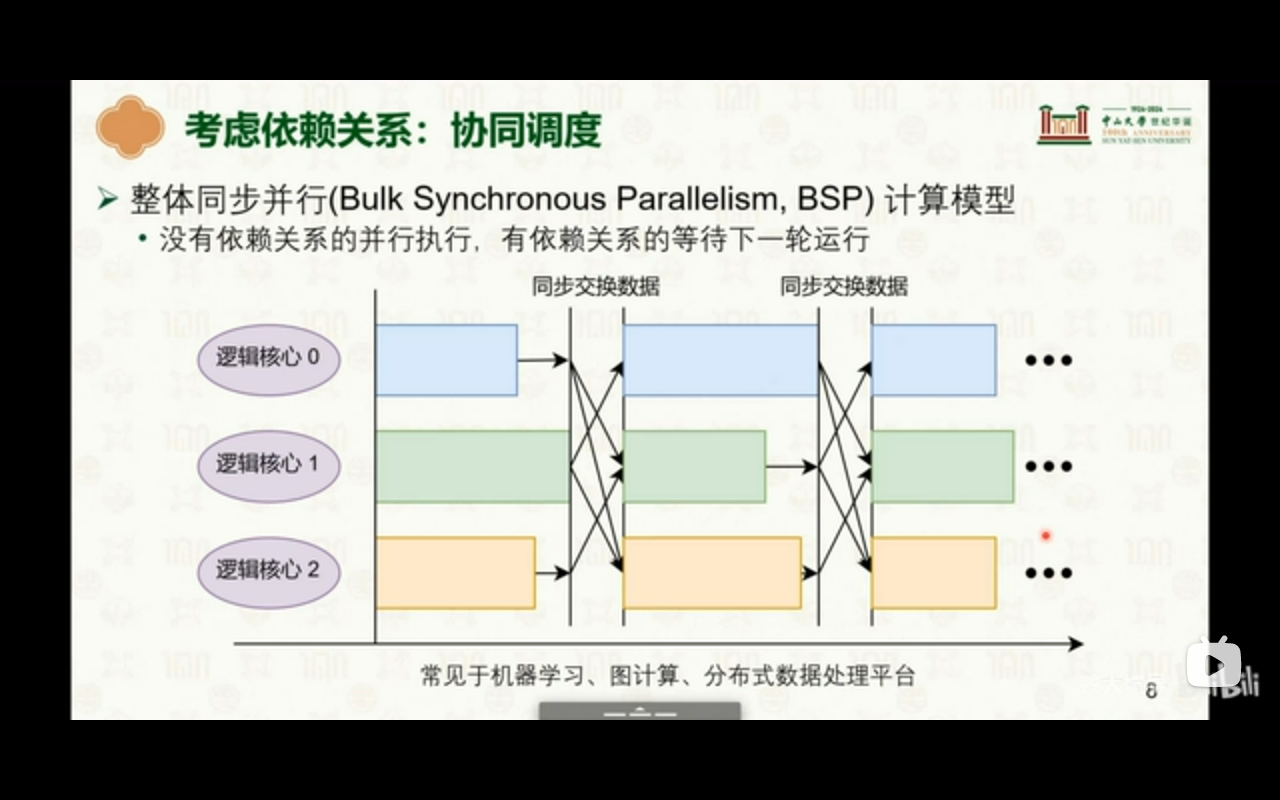 考虑依赖关系：协同调度
1924-2024
中山大学 世纪华诞
100th ANNIVERSARY
SUN YAT-SEN UNIVERSITY
整体同步并行(Bulk Synchronous Parallelism, BSP) 计算模型
没有依赖关系的并行执行，有依赖关系的等待下一轮运行
同步交换数据
同步交换数据
逻辑核心 0
逻辑核心 1
逻辑核心 2
常见于机器学习、图计算、分布式数据处理平台
8